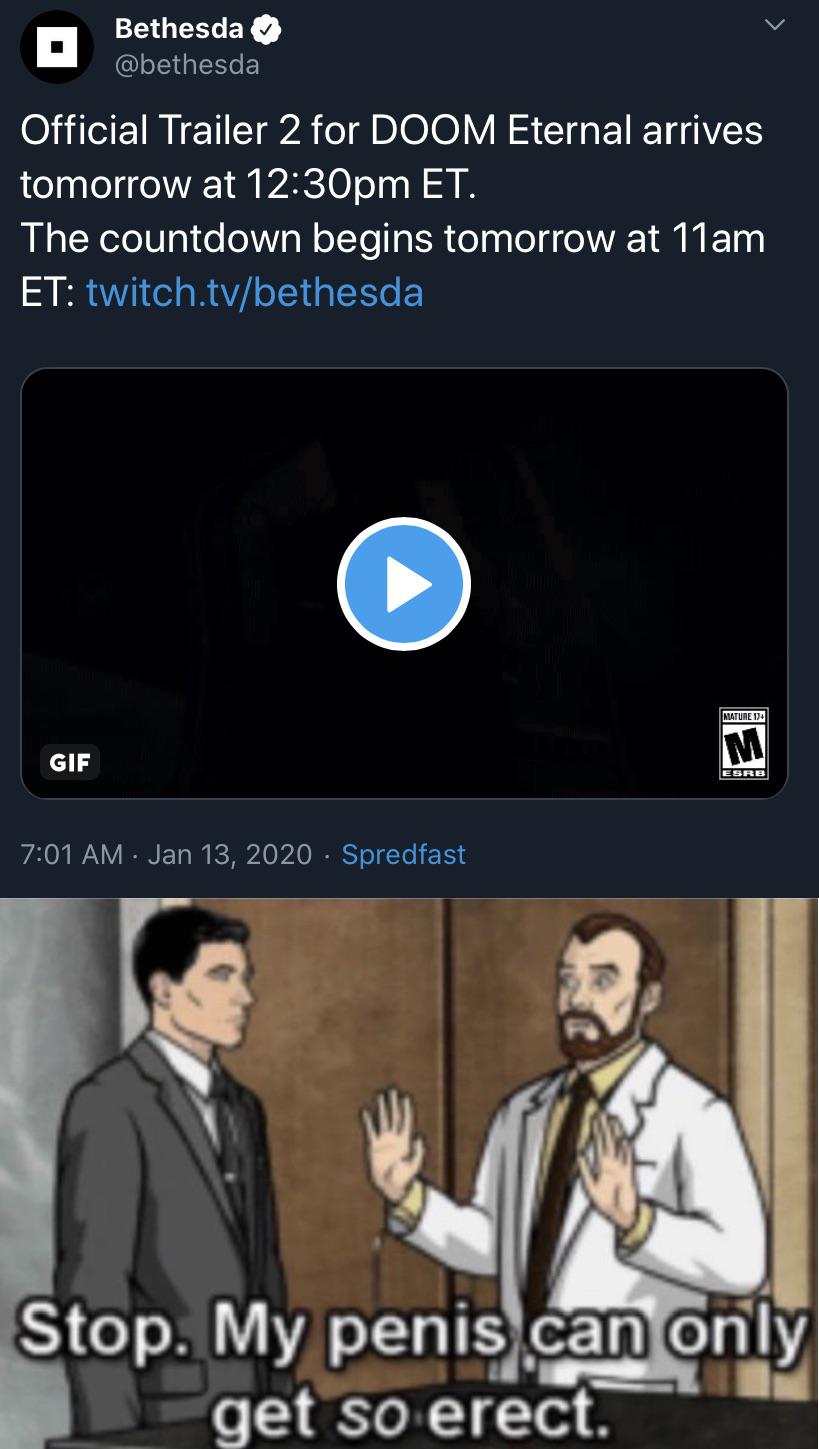 Bethesda
@bethesda
Official Trailer 2 for DOOM Eternal arrives
tomorrow at 12:30pm ET.
The countdown begins tomorrow at 11am
ET: twitch.tv/bethesda
MATURE 17+
M
ESRB
GIF
7:01 AM · Jan 13, 2020 · Spredfast
Stop. My penis can only
get so erect.